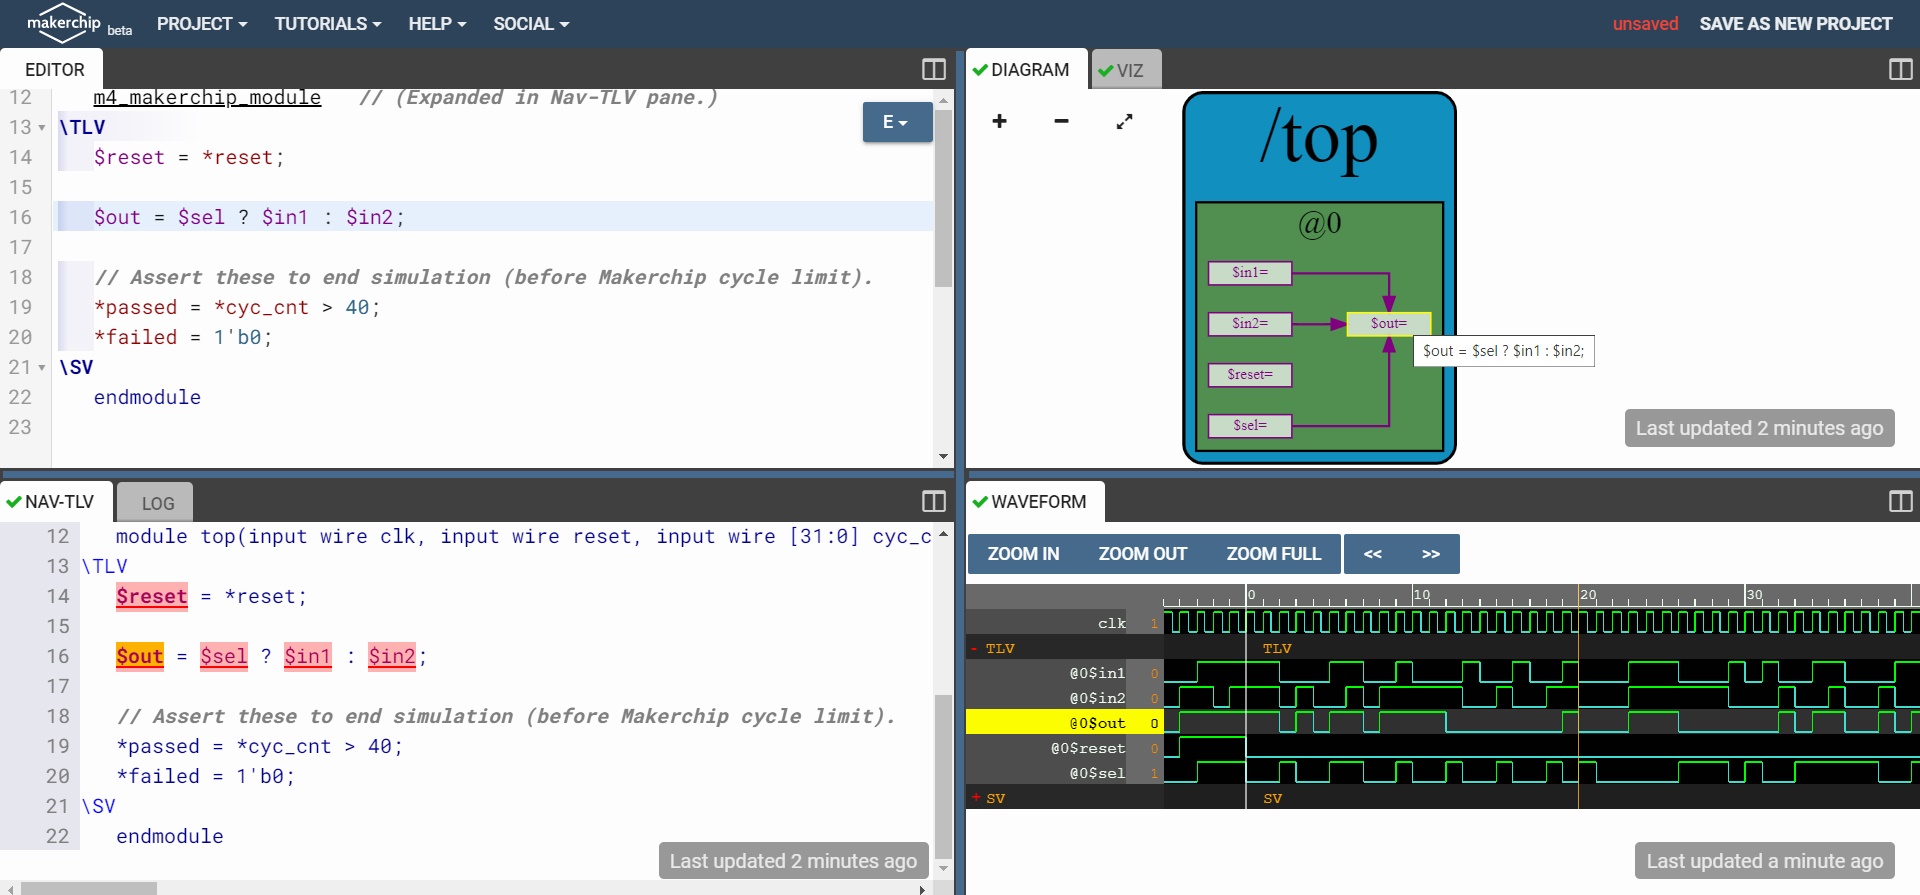 makerchip beta PROJECT TUTORIALS HELP SOCIAL unsaved SAVE AS NEW PROJECT
EDITOR
12 m4_makerchip_module // (Expanded in Nav-TLV pane.)
13 \TLV
E
14 $reset = *reset;
15
16 $out = $sel ? $in1 : $in2;
17
18 // Assert these to end simulation (before Makerchip cycle limit).
19 *passed = *cyc_cnt > 40;
20 *failed = 1'b0;
21 \SV
22 endmodule
23
DIAGRAM VIZ
+ −
/top
@0
$in1=
$in2=
$out=
$out = $sel ? $in1 : $in2;
$reset=
$sel=
Last updated 2 minutes ago
NAV-TLV LOG
12 module top(input wire clk, input wire reset, input wire [31:0] cyc_c
13 \TLV
14 $reset = *reset;
15
16 $out = $sel ? $in1 : $in2;
17
18 // Assert these to end simulation (before Makerchip cycle limit).
19 *passed = *cyc_cnt > 40;
20 *failed = 1'b0;
21 \SV
22 endmodule
Last updated 2 minutes ago
WAVEFORM
ZOOM IN ZOOM OUT ZOOM FULL << >>
0 10 20 30
clk 1
- TLV TLV
@0$in1 0
@0$in2 0
@0$out 0
@0$reset 0
@0$sel 1
+ SV SV
Last updated a minute ago